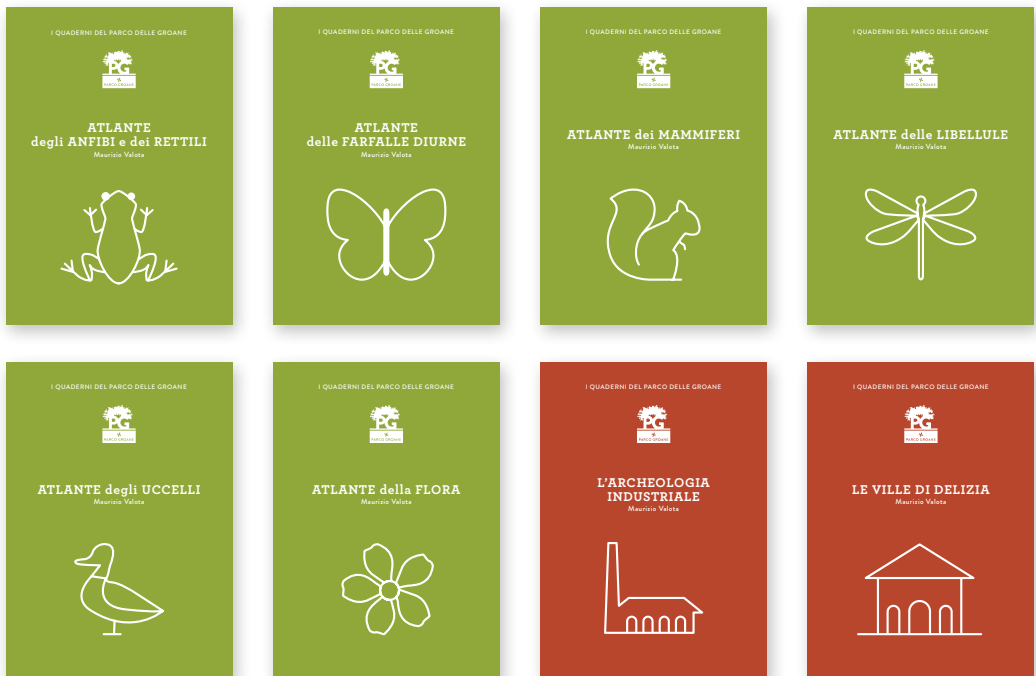 I QUADERNI DEL PARCO DELLE GROANE
PG
PARCO GROANE
ATLANTE
degli ANFIBI e dei RETTILI
Maurizio Valota
I QUADERNI DEL PARCO DELLE GROANE
PG
PARCO GROANE
ATLANTE
delle FARFALLE DIURNE
Maurizio Valota
I QUADERNI DEL PARCO DELLE GROANE
PG
PARCO GROANE
ATLANTE dei MAMMIFERI
Maurizio Valota
I QUADERNI DEL PARCO DELLE GROANE
PG
PARCO GROANE
ATLANTE delle LIBELLULE
Maurizio Valota
I QUADERNI DEL PARCO DELLE GROANE
PG
PARCO GROANE
ATLANTE degli UCCELLI
Maurizio Valota
I QUADERNI DEL PARCO DELLE GROANE
PG
PARCO GROANE
ATLANTE della FLORA
Maurizio Valota
I QUADERNI DEL PARCO DELLE GROANE
PG
PARCO GROANE
L'ARCHEOLOGIA
INDUSTRIALE
Maurizio Valota
I QUADERNI DEL PARCO DELLE GROANE
PG
PARCO GROANE
LE VILLE DI DELIZIA
Maurizio Valota